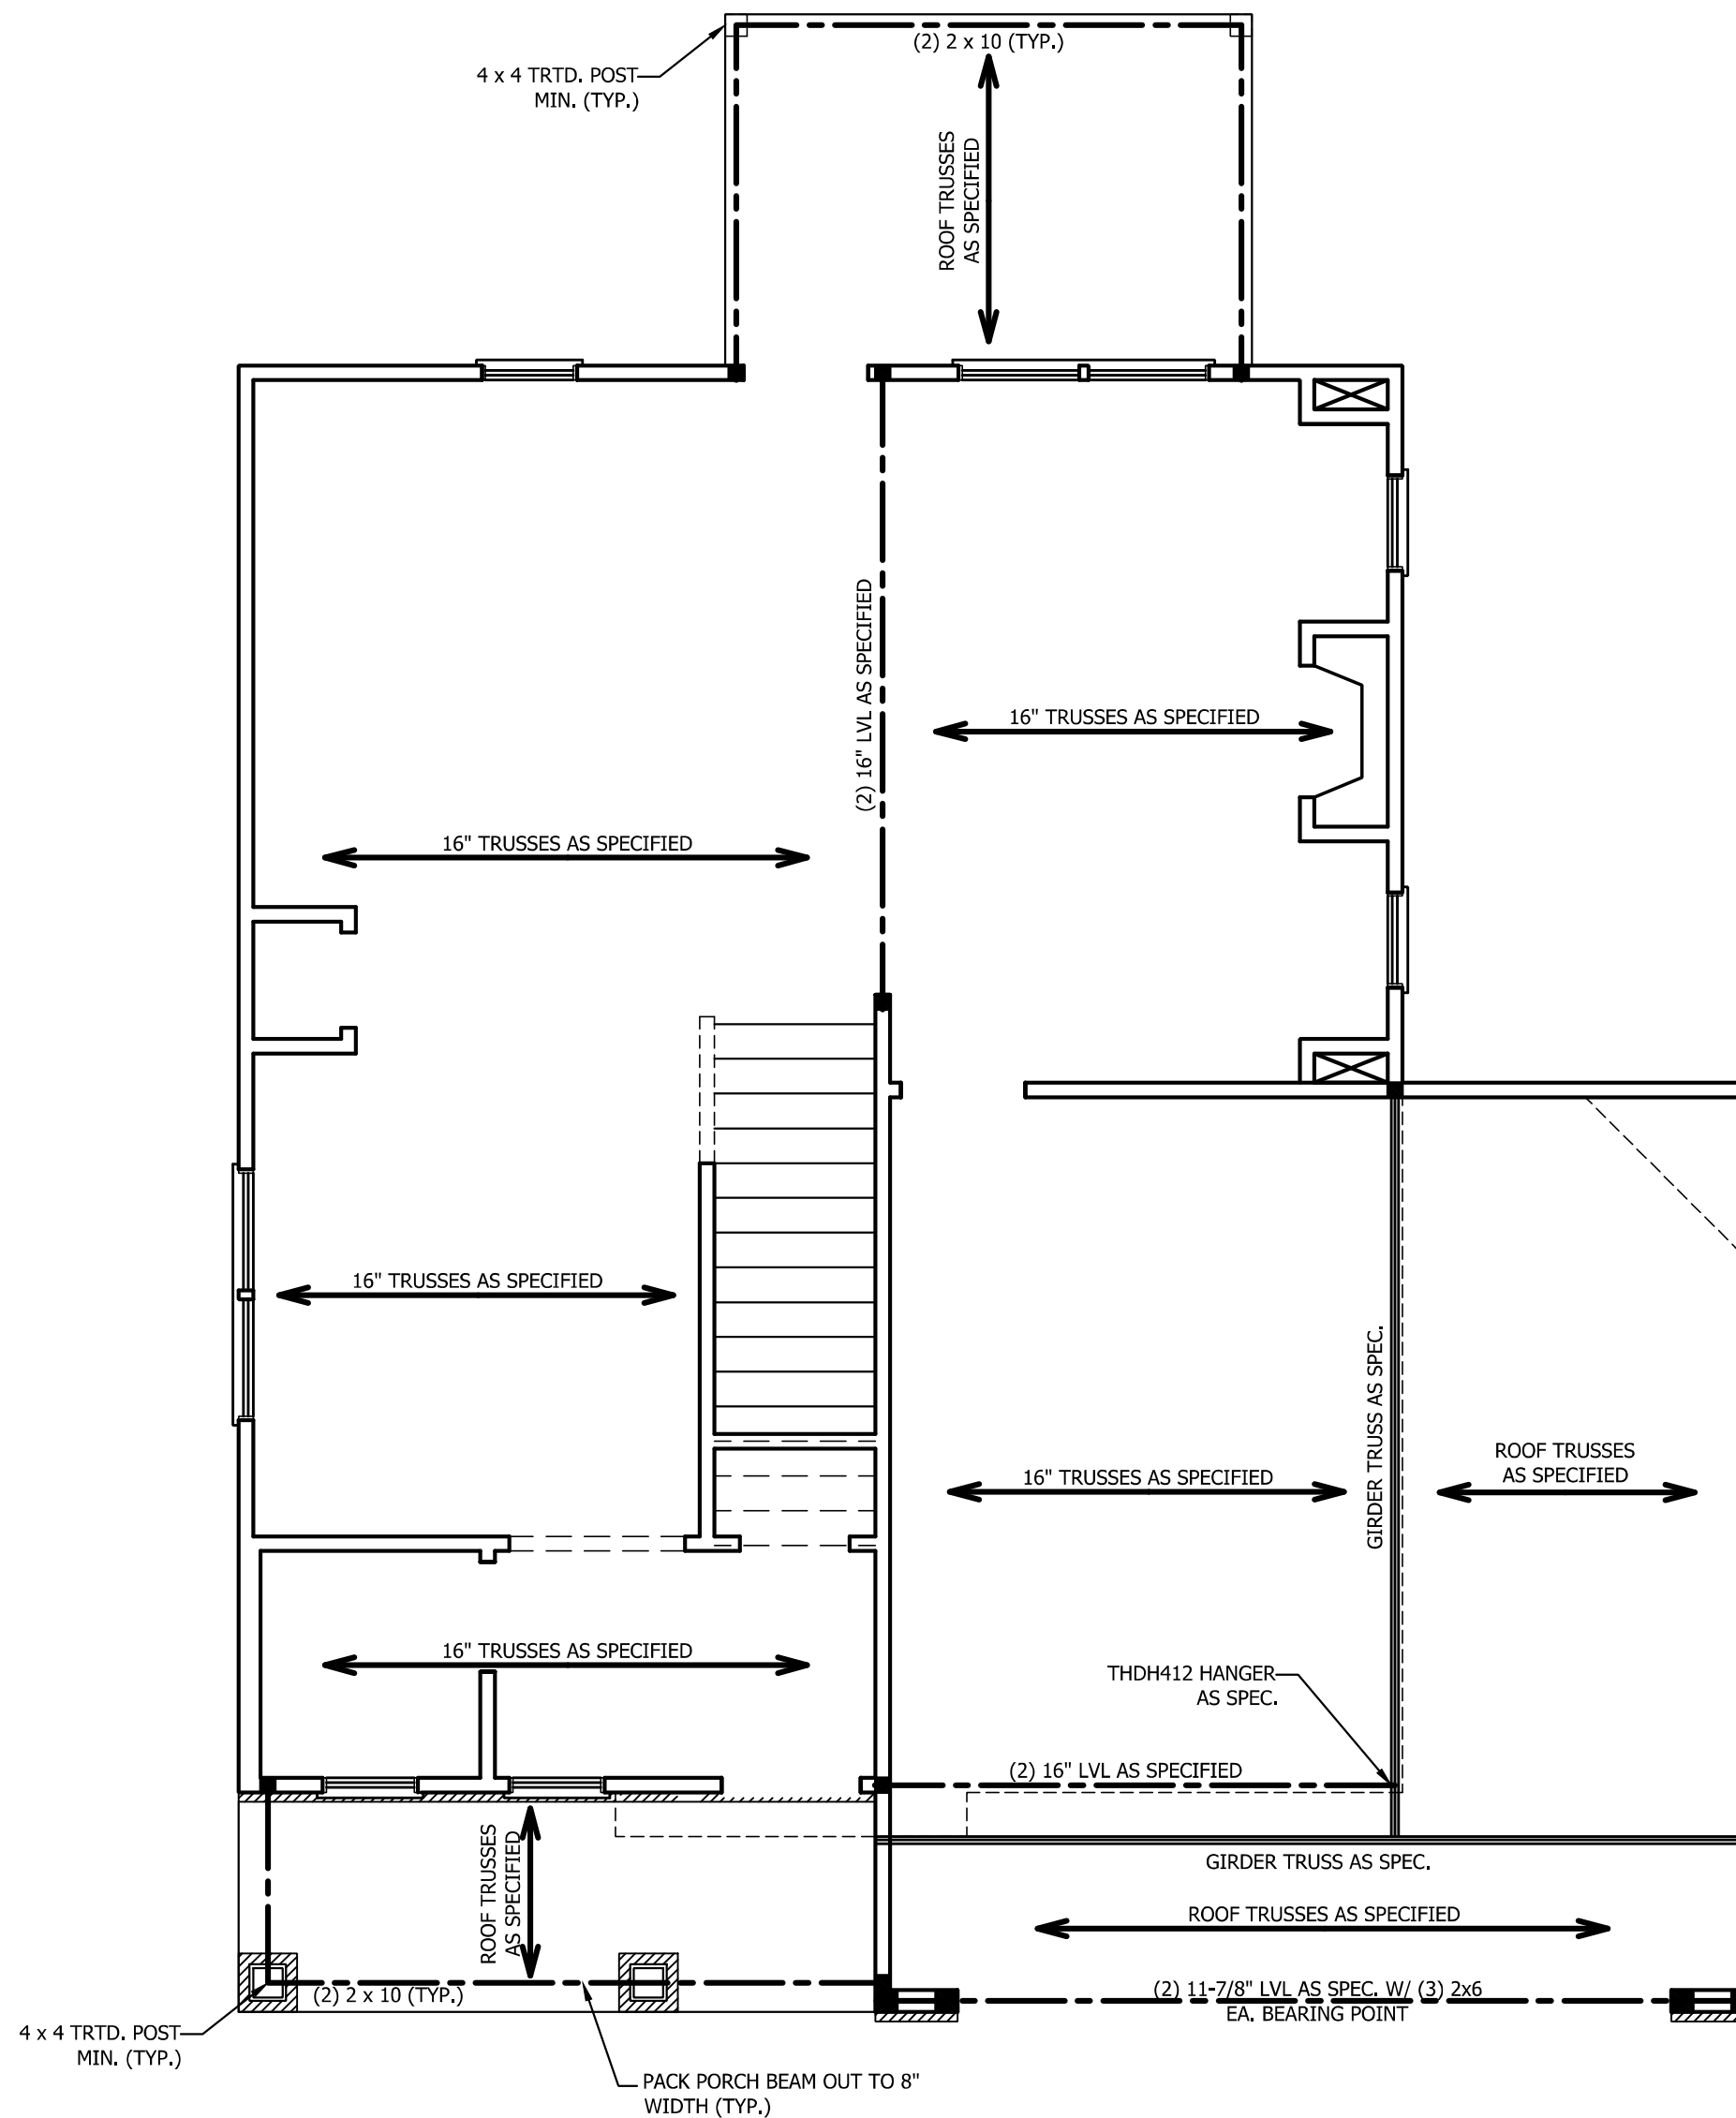 (2) 2 x 10 (TYP.)
4 x 4 TRTD. POST
MIN. (TYP.)
ROOF TRUSSES
AS SPECIFIED
(2) 16" LVL AS SPECIFIED
16" TRUSSES AS SPECIFIED
16" TRUSSES AS SPECIFIED
16" TRUSSES AS SPECIFIED
GIRDER TRUSS AS SPEC.
16" TRUSSES AS SPECIFIED
ROOF TRUSSES
AS SPECIFIED
16" TRUSSES AS SPECIFIED
THDH412 HANGER
AS SPEC.
(2) 16" LVL AS SPECIFIED
ROOF TRUSSES
AS SPECIFIED
GIRDER TRUSS AS SPEC.
ROOF TRUSSES AS SPECIFIED
(2) 2 x 10 (TYP.)
(2) 11-7/8" LVL AS SPEC. W/ (3) 2x6
EA. BEARING POINT
4 x 4 TRTD. POST
MIN. (TYP.)
PACK PORCH BEAM OUT TO 8"
WIDTH (TYP.)